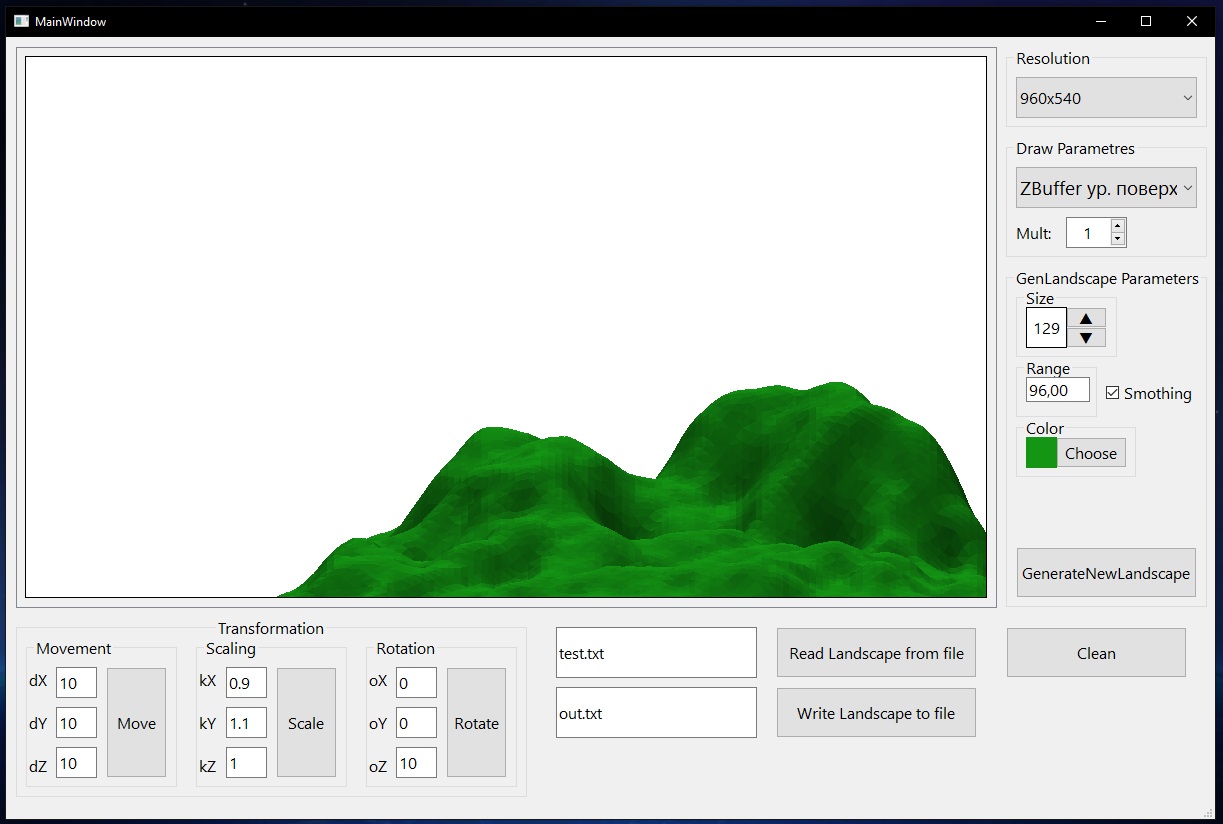 MainWindow
Resolution
960x540
Draw Parametres
ZBuffer ур. поверх
Mult: 1
GenLandscape Parameters
Size
129
Range
96,00
Smothing
Color
Choose
GenerateNewLandscape
Transformation
Movement
dX 10
dY 10
dZ 10
Move
Scaling
kX 0.9
kY 1.1
kZ 1
Scale
Rotation
oX 0
oY 0
oZ 10
Rotate
test.txt
Read Landscape from file
Clean
out.txt
Write Landscape to file